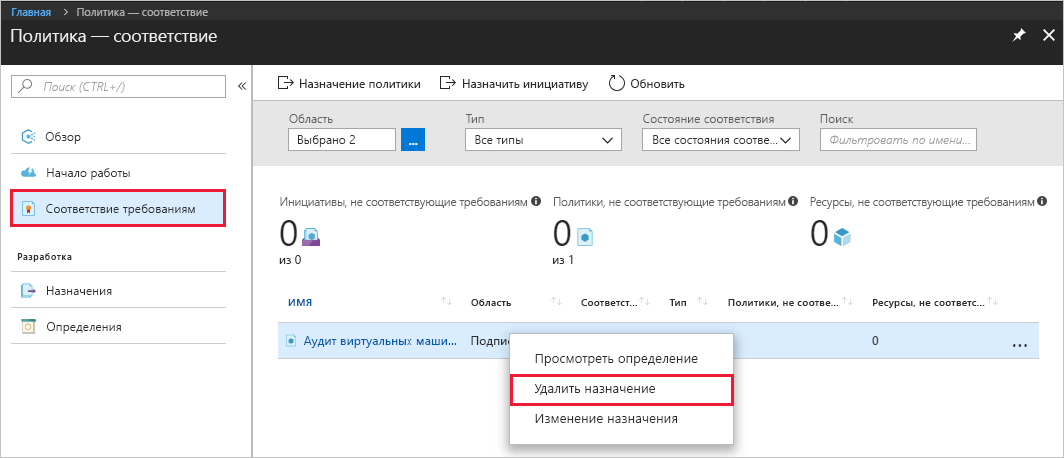 Главная > Политика — соответствие
Политика — соответствие
Поиск (CTRL+/)
«
Обзор
Начало работы
Соответствие требованиям
Разработка
Назначения
Определения
Назначение политики
Назначить инициативу
Обновить
Область
Тип
Состояние соответствия
Поиск
Выбрано 2
...
Все типы
Все состояния соотве...
Фильтровать по имени...
Инициативы, не соответствующие требованиям
Политики, не соответствующие требованиям
Ресурсы, не соответствующие требованиям
0
0
0
из 0
из 1
ИМЯ
Область
Соответст...
Тип
Политики, не соотве...
Ресурсы, не соответс...
Аудит виртуальных маши...
Подпис
0
...
Просмотреть определение
Удалить назначение
Изменение назначения